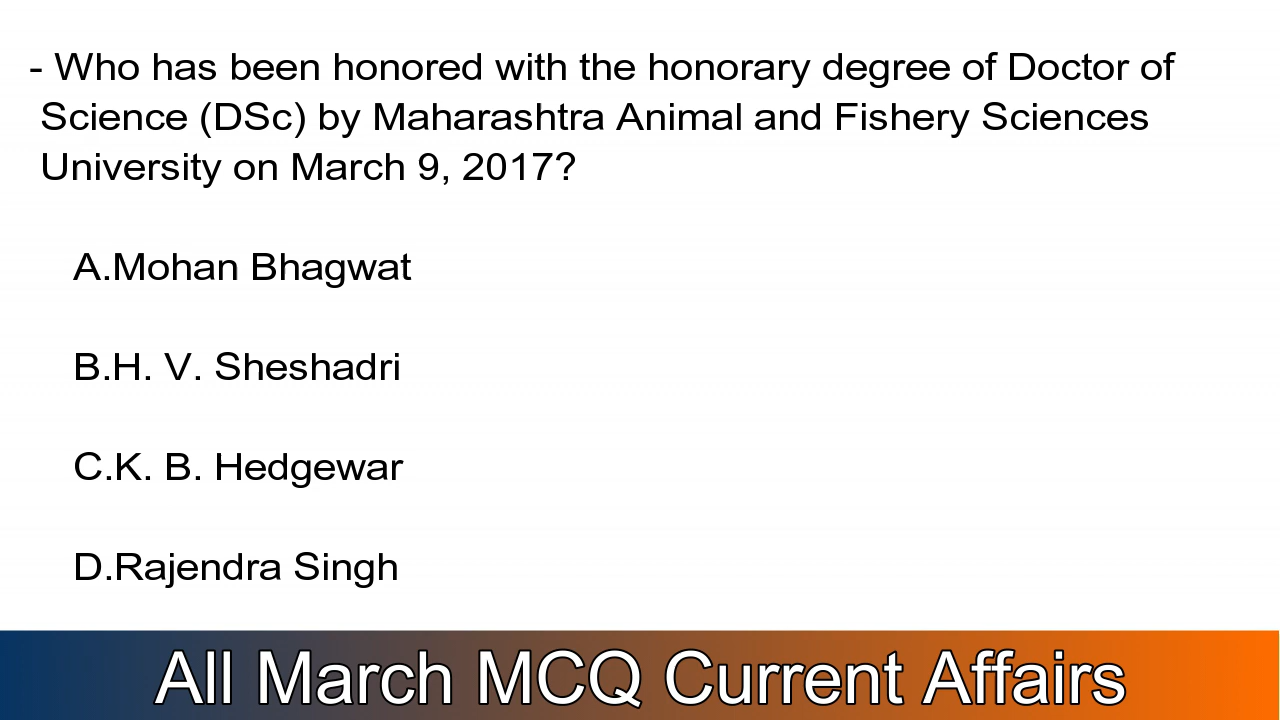 - Who has been honored with the honorary degree of Doctor of
Science (DSc) by Maharashtra Animal and Fishery Sciences
University on March 9, 2017?
A.Mohan Bhagwat
B.H. V. Sheshadri
C.K. B. Hedgewar
D.Rajendra Singh
All March MCQ Current Affairs